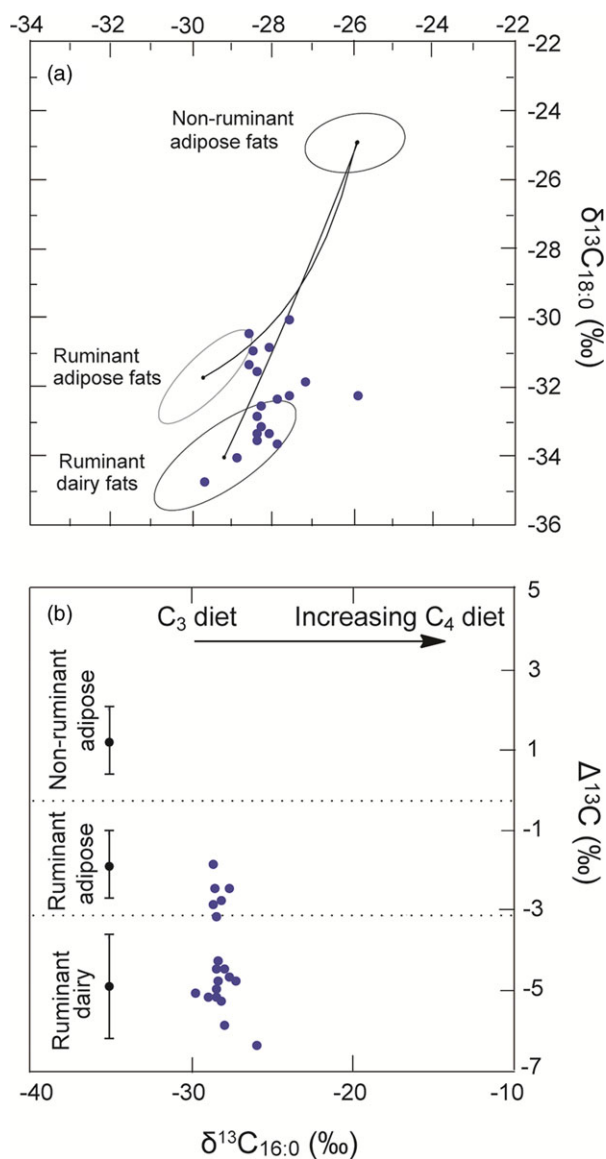 -34 -32 -30 -28 -26 -24 -22
-22
(a)
Non-ruminant
adipose fats
-24
-26
-28
δ¹³C₁₈:₀ (‰)
-30
Ruminant
adipose fats
-32
Ruminant
dairy fats
-34
-36
(b)
C₃ diet Increasing C₄ diet
5
3
Non-ruminant
adipose
1
Δ¹³C (‰)
-1
Ruminant
adipose
-3
Ruminant
dairy
-5
-7
-40 -30 -20 -10
δ¹³C₁₆:₀ (‰)